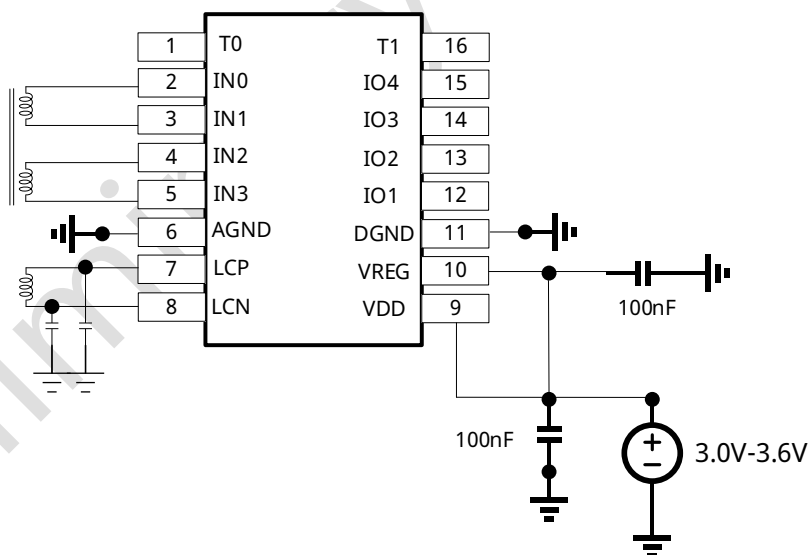 1 T0 T1 16
2 IN0 IO4 15
3 IN1 IO3 14
4 IN2 IO2 13
5 IN3 IO1 12
6 AGND DGND 11
7 LCP VREG 10
8 LCN VDD 9
100nF
100nF
+
−
3.0V-3.6V